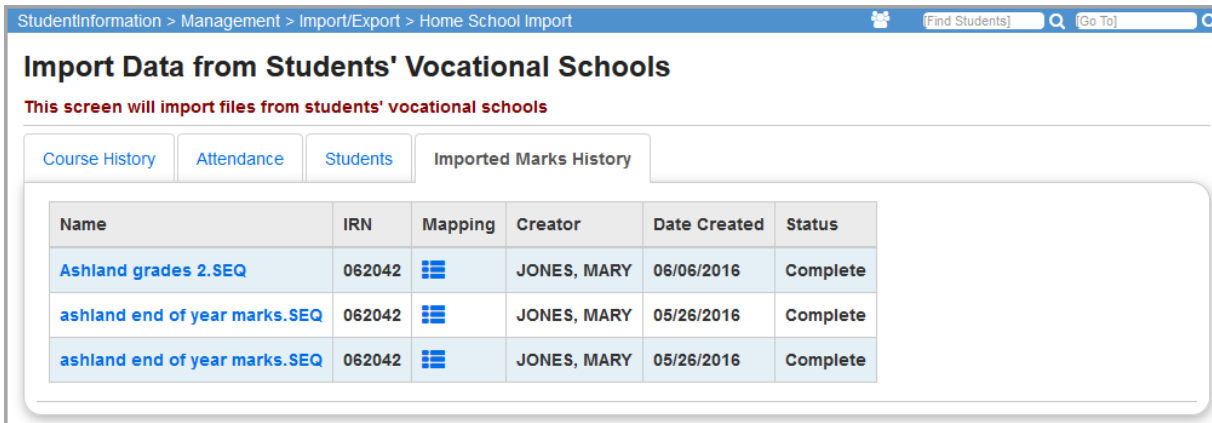 StudentInformation > Management > Import/Export > Home School Import [Find Students] [Go To]
Import Data from Students' Vocational Schools
This screen will import files from students' vocational schools
Course History Attendance Students Imported Marks History
Name IRN Mapping Creator Date Created Status
Ashland grades 2.SEQ 062042 JONES, MARY 06/06/2016 Complete
ashland end of year marks.SEQ 062042 JONES, MARY 05/26/2016 Complete
ashland end of year marks.SEQ 062042 JONES, MARY 05/26/2016 Complete